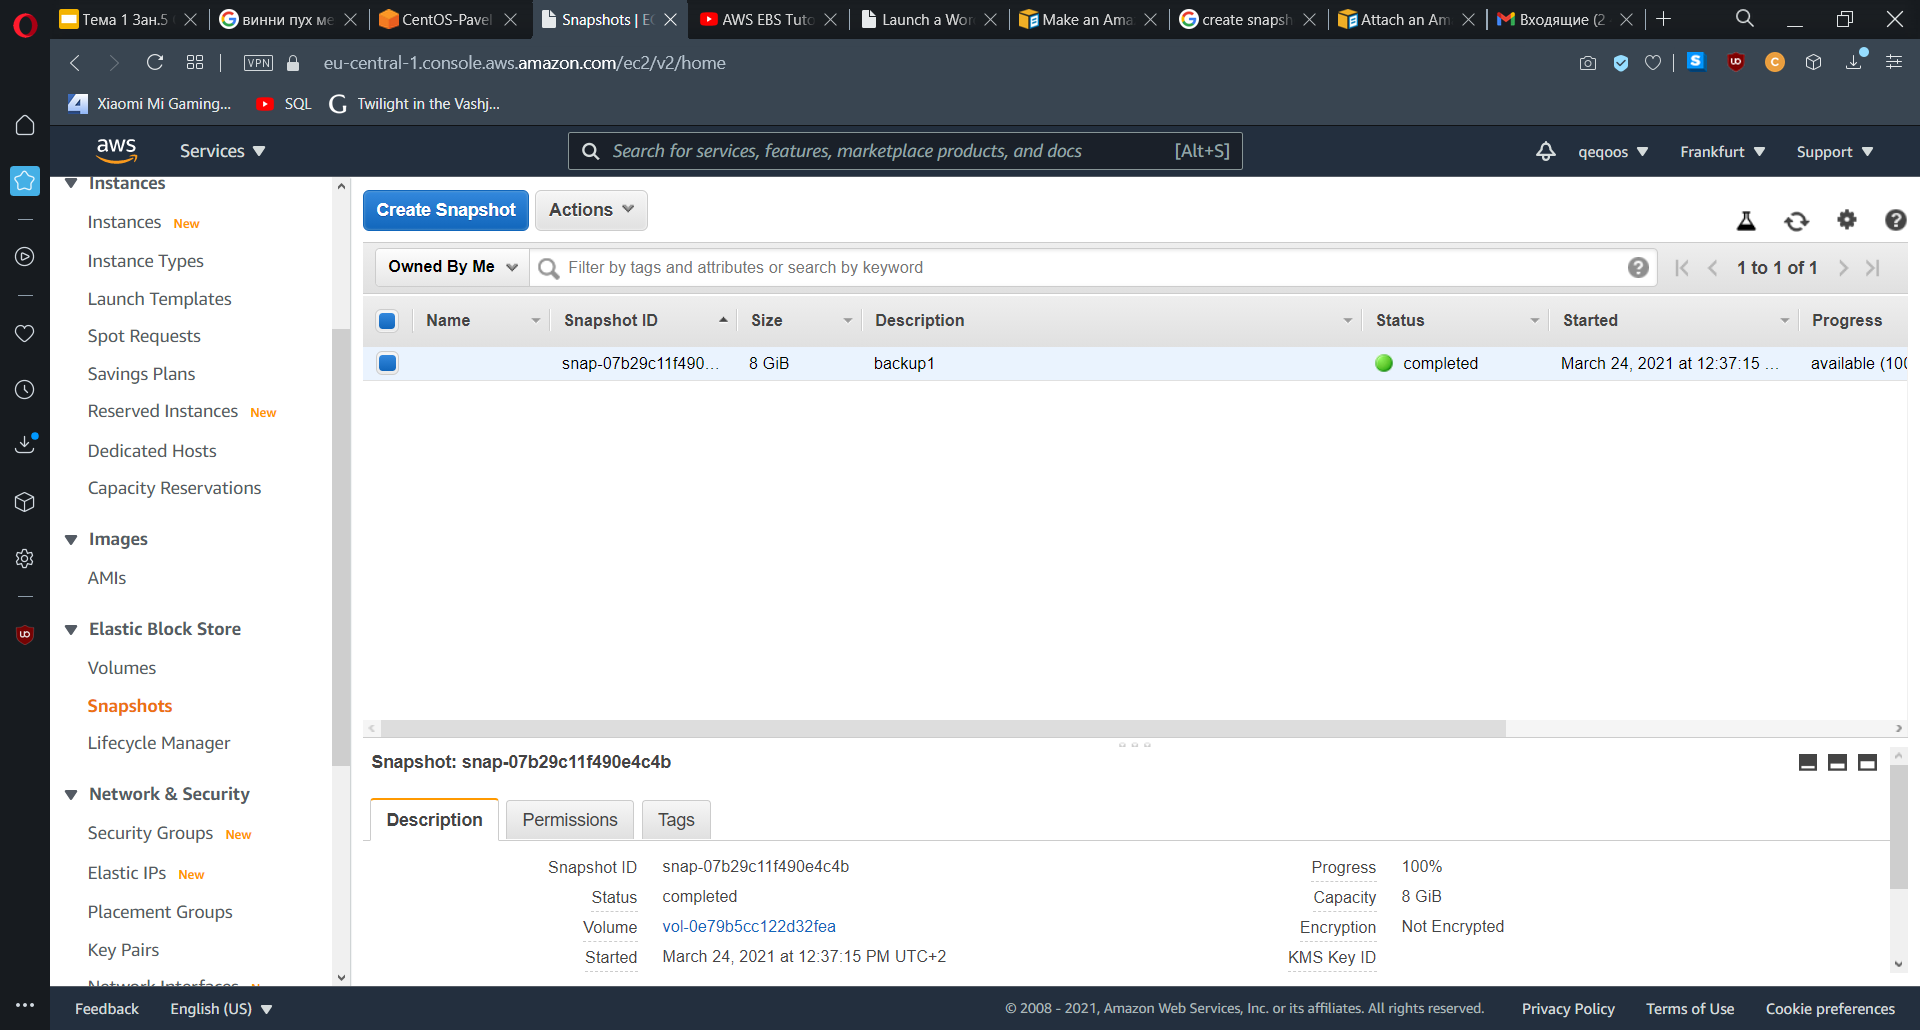 Тема 1 Зан.5
винни пух ме
CentOS-Pavel
Snapshots | EC
AWS EBS Tuto
Launch a Wor
Make an Ama
create snapsh
Attach an Am
Входящие (2
VPN
eu-central-1.console.aws.amazon.com/ec2/v2/home
Xiaomi Mi Gaming...
SQL
Twilight in the Vashj...
aws
Services
Search for services, features, marketplace products, and docs
[Alt+S]
qeqoos
Frankfurt
Support
Instances
Instances New
Instance Types
Launch Templates
Spot Requests
Savings Plans
Reserved Instances New
Dedicated Hosts
Capacity Reservations
Images
AMIs
Elastic Block Store
Volumes
Snapshots
Lifecycle Manager
Network & Security
Security Groups New
Elastic IPs New
Placement Groups
Key Pairs
Network Interfaces
Create Snapshot
Actions
Owned By Me
Filter by tags and attributes or search by keyword
1 to 1 of 1
Name
Snapshot ID
Size
Description
Status
Started
Progress
snap-07b29c11f490...
8 GiB
backup1
completed
March 24, 2021 at 12:37:15 ...
available (100
Snapshot: snap-07b29c11f490e4c4b
Description
Permissions
Tags
Snapshot ID snap-07b29c11f490e4c4b
Status completed
Volume vol-0e79b5cc122d32fea
Started March 24, 2021 at 12:37:15 PM UTC+2
Progress 100%
Capacity 8 GiB
Encryption Not Encrypted
KMS Key ID
Feedback
English (US)
© 2008 - 2021, Amazon Web Services, Inc. or its affiliates. All rights reserved.
Privacy Policy
Terms of Use
Cookie preferences